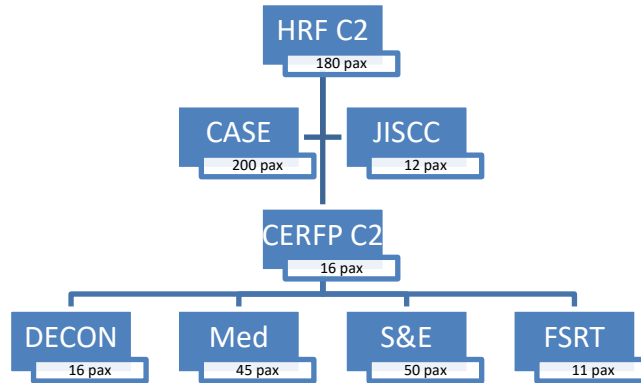 HRF C2
180 pax
CASE
200 pax
JISCC
12 pax
CERFP C2
16 pax
DECON
16 pax
Med
45 pax
S&E
50 pax
FSRT
11 pax